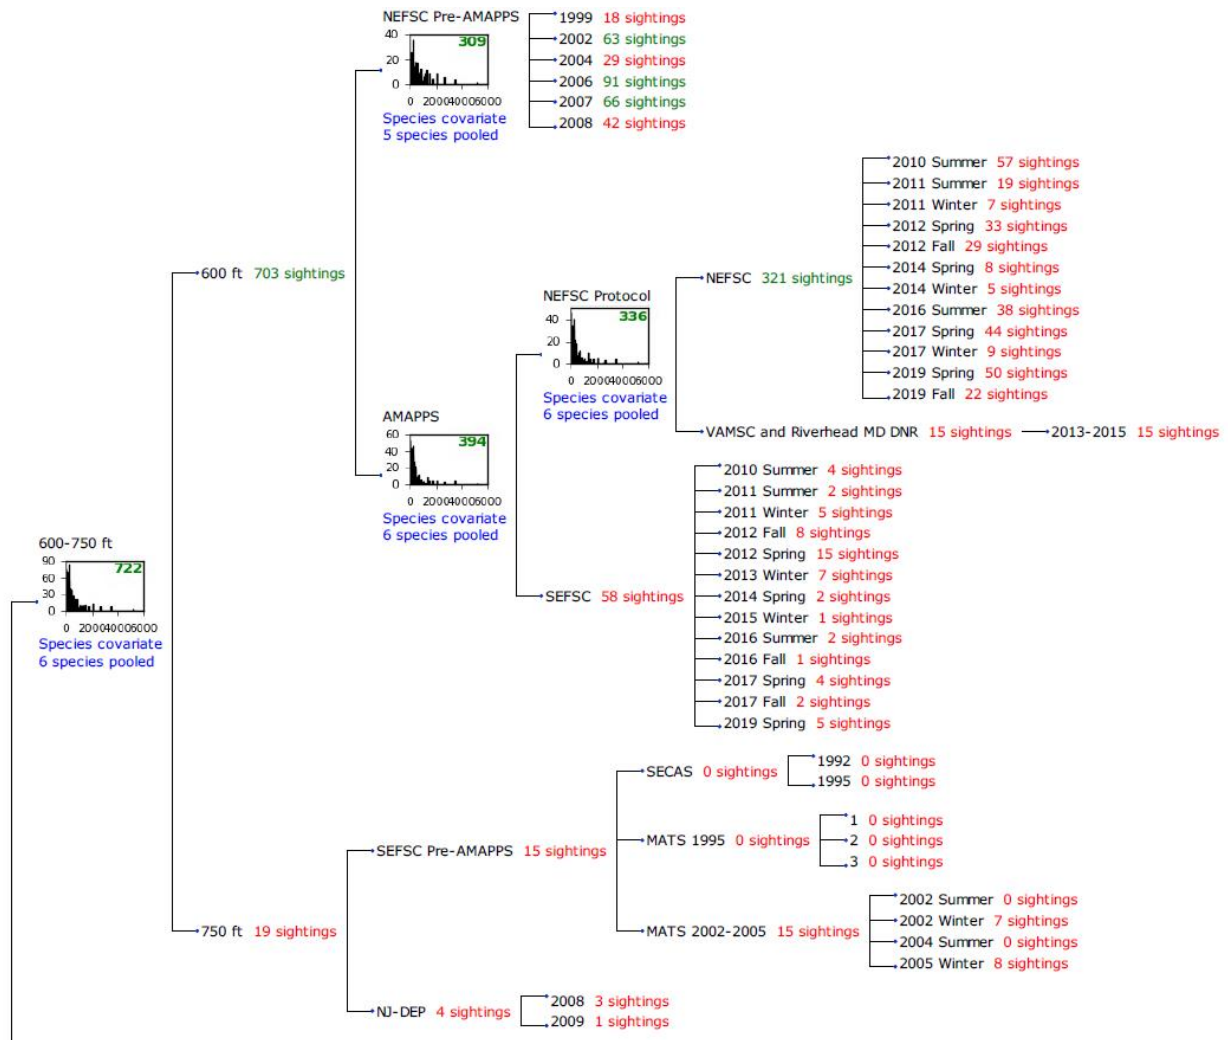 NEFSC Pre-AMAPPS
40
20
0
309
0 2000 4000 6000
Species covariate
5 species pooled
1999 18 sightings
2002 63 sightings
2004 29 sightings
2006 91 sightings
2007 66 sightings
2008 42 sightings
600 ft 703 sightings
NEFSC Protocol
40
20
0
336
0 2000 4000 6000
Species covariate
6 species pooled
NEFSC 321 sightings
2010 Summer 57 sightings
2011 Summer 19 sightings
2011 Winter 7 sightings
2012 Spring 33 sightings
2012 Fall 29 sightings
2014 Spring 8 sightings
2014 Winter 5 sightings
2016 Summer 38 sightings
2017 Spring 44 sightings
2017 Winter 9 sightings
2019 Spring 50 sightings
2019 Fall 22 sightings
VAMSC and Riverhead MD DNR 15 sightings
2013-2015 15 sightings
AMAPPS
60
40
20
0
394
0 2000 4000 6000
Species covariate
6 species pooled
SEFSC 58 sightings
2010 Summer 4 sightings
2011 Summer 2 sightings
2011 Winter 5 sightings
2012 Fall 8 sightings
2012 Spring 15 sightings
2013 Winter 7 sightings
2014 Spring 2 sightings
2015 Winter 1 sightings
2016 Summer 2 sightings
2016 Fall 1 sightings
2017 Spring 4 sightings
2017 Fall 2 sightings
2019 Spring 5 sightings
600-750 ft
90
60
30
0
722
0 2000 4000 6000
Species covariate
6 species pooled
750 ft 19 sightings
SEFSC Pre-AMAPPS 15 sightings
SECAS 0 sightings
1992 0 sightings
1995 0 sightings
MATS 1995 0 sightings
1 0 sightings
2 0 sightings
3 0 sightings
MATS 2002-2005 15 sightings
2002 Summer 0 sightings
2002 Winter 7 sightings
2004 Summer 0 sightings
2005 Winter 8 sightings
NJ-DEP 4 sightings
2008 3 sightings
2009 1 sightings